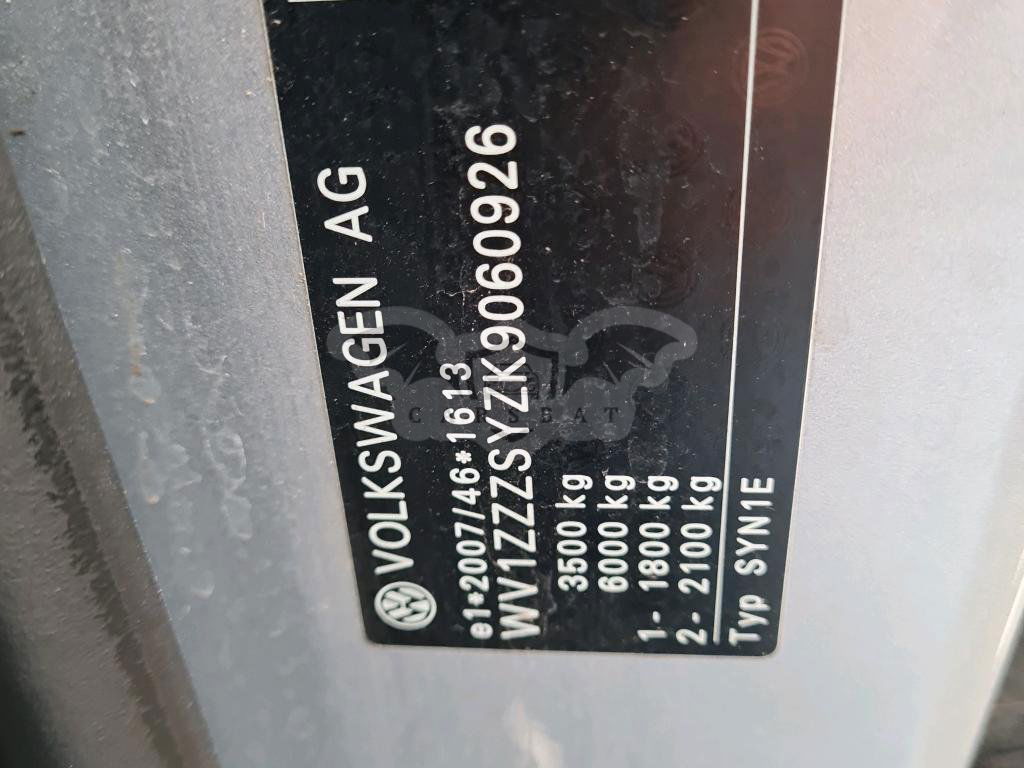 VOLKSWAGEN AG
e1*2007/46*1613
WV1ZZZSYZK9060926
3500 kg
6000 kg
1- 1800 kg
2- 2100 kg
Typ SYN1E